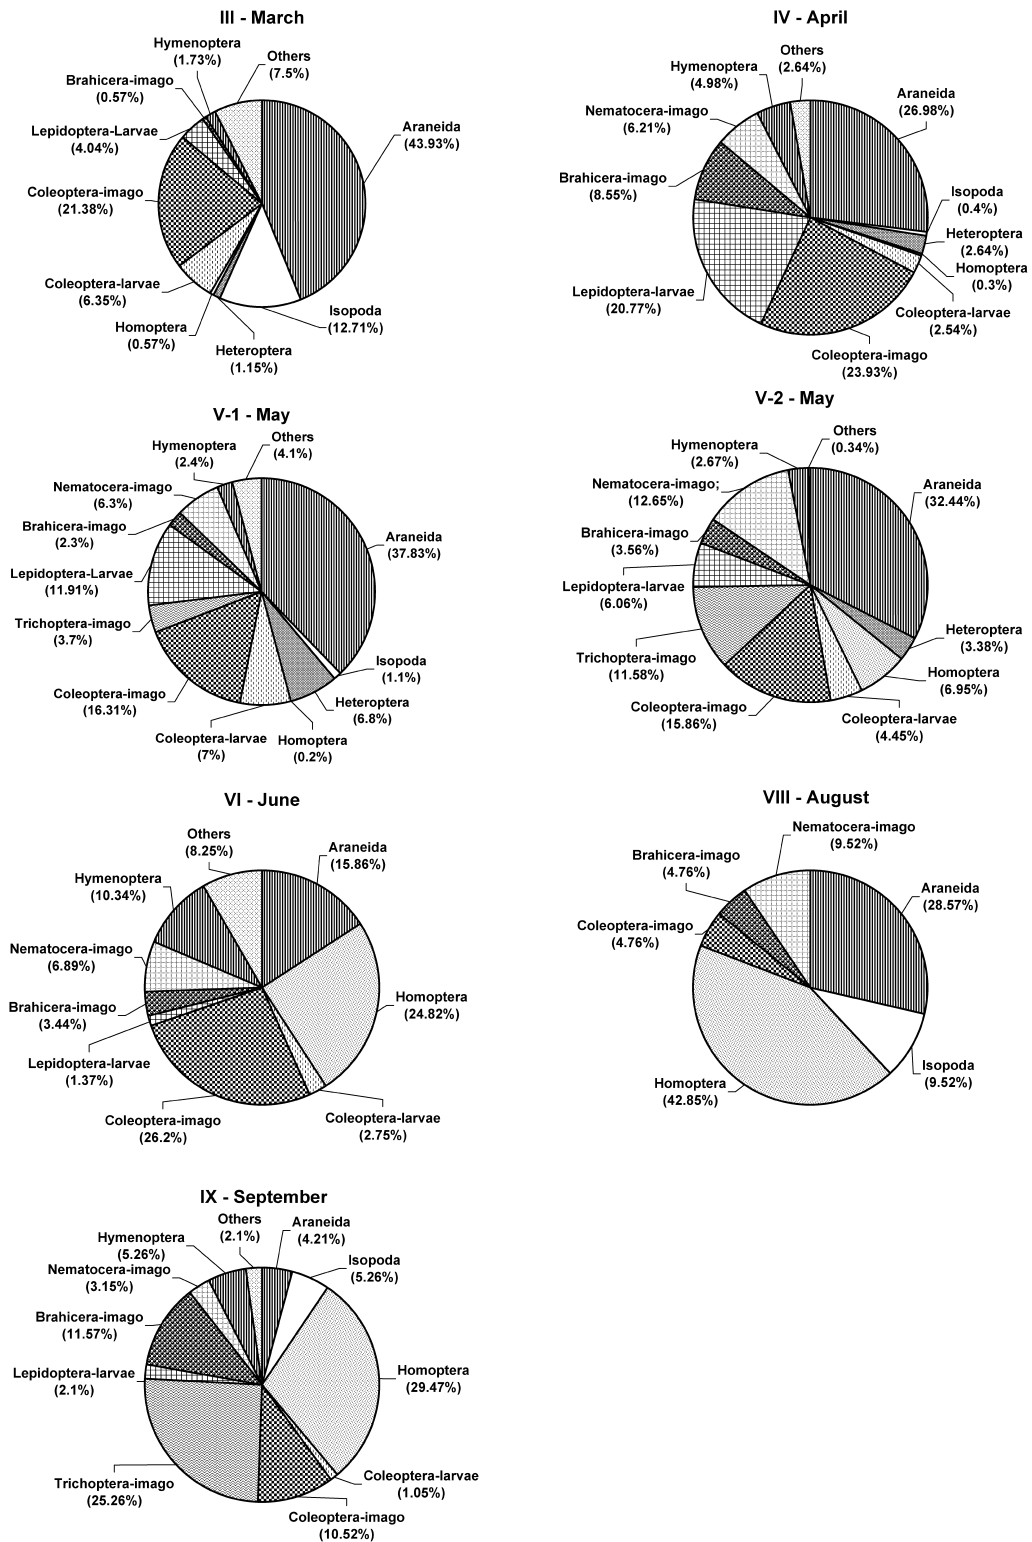 III - March
Hymenoptera
(1.73%)
Others
(7.5%)
Brahicera-imago
(0.57%)
Lepidoptera-Larvae
(4.04%)
Araneida
(43.93%)
Coleoptera-imago
(21.38%)
Coleoptera-larvae
(6.35%)
Homoptera
(0.57%)
Heteroptera
(1.15%)
Isopoda
(12.71%)
IV - April
Others
(2.64%)
Hymenoptera
(4.98%)
Nematocera-imago
(6.21%)
Araneida
(26.98%)
Brahicera-imago
(8.55%)
Isopoda
(0.4%)
Heteroptera
(2.64%)
Homoptera
(0.3%)
Lepidoptera-larvae
(20.77%)
Coleoptera-larvae
(2.54%)
Coleoptera-imago
(23.93%)
V-1 - May
Others
(4.1%)
Hymenoptera
(2.4%)
Nematocera-imago
(6.3%)
Brahicera-imago
(2.3%)
Araneida
(37.83%)
Lepidoptera-Larvae
(11.91%)
Trichoptera-imago
(3.7%)
Isopoda
(1.1%)
Coleoptera-imago
(16.31%)
Heteroptera
(6.8%)
Coleoptera-larvae
(7%)
Homoptera
(0.2%)
V-2 - May
Others
(0.34%)
Hymenoptera
(2.67%)
Nematocera-imago;
(12.65%)
Araneida
(32.44%)
Brahicera-imago
(3.56%)
Lepidoptera-larvae
(6.06%)
Heteroptera
(3.38%)
Trichoptera-imago
(11.58%)
Homoptera
(6.95%)
Coleoptera-imago
(15.86%)
Coleoptera-larvae
(4.45%)
VI - June
Others
(8.25%)
Araneida
(15.86%)
Hymenoptera
(10.34%)
Nematocera-imago
(6.89%)
Homoptera
(24.82%)
Brahicera-imago
(3.44%)
Lepidoptera-larvae
(1.37%)
Coleoptera-imago
(26.2%)
Coleoptera-larvae
(2.75%)
VIII - August
Nematocera-imago
(9.52%)
Brahicera-imago
(4.76%)
Araneida
(28.57%)
Coleoptera-imago
(4.76%)
Isopoda
(9.52%)
Homoptera
(42.85%)
IX - September
Others
(2.1%)
Araneida
(4.21%)
Hymenoptera
(5.26%)
Isopoda
(5.26%)
Nematocera-imago
(3.15%)
Brahicera-imago
(11.57%)
Lepidoptera-larvae
(2.1%)
Homoptera
(29.47%)
Trichoptera-imago
(25.26%)
Coleoptera-larvae
(1.05%)
Coleoptera-imago
(10.52%)